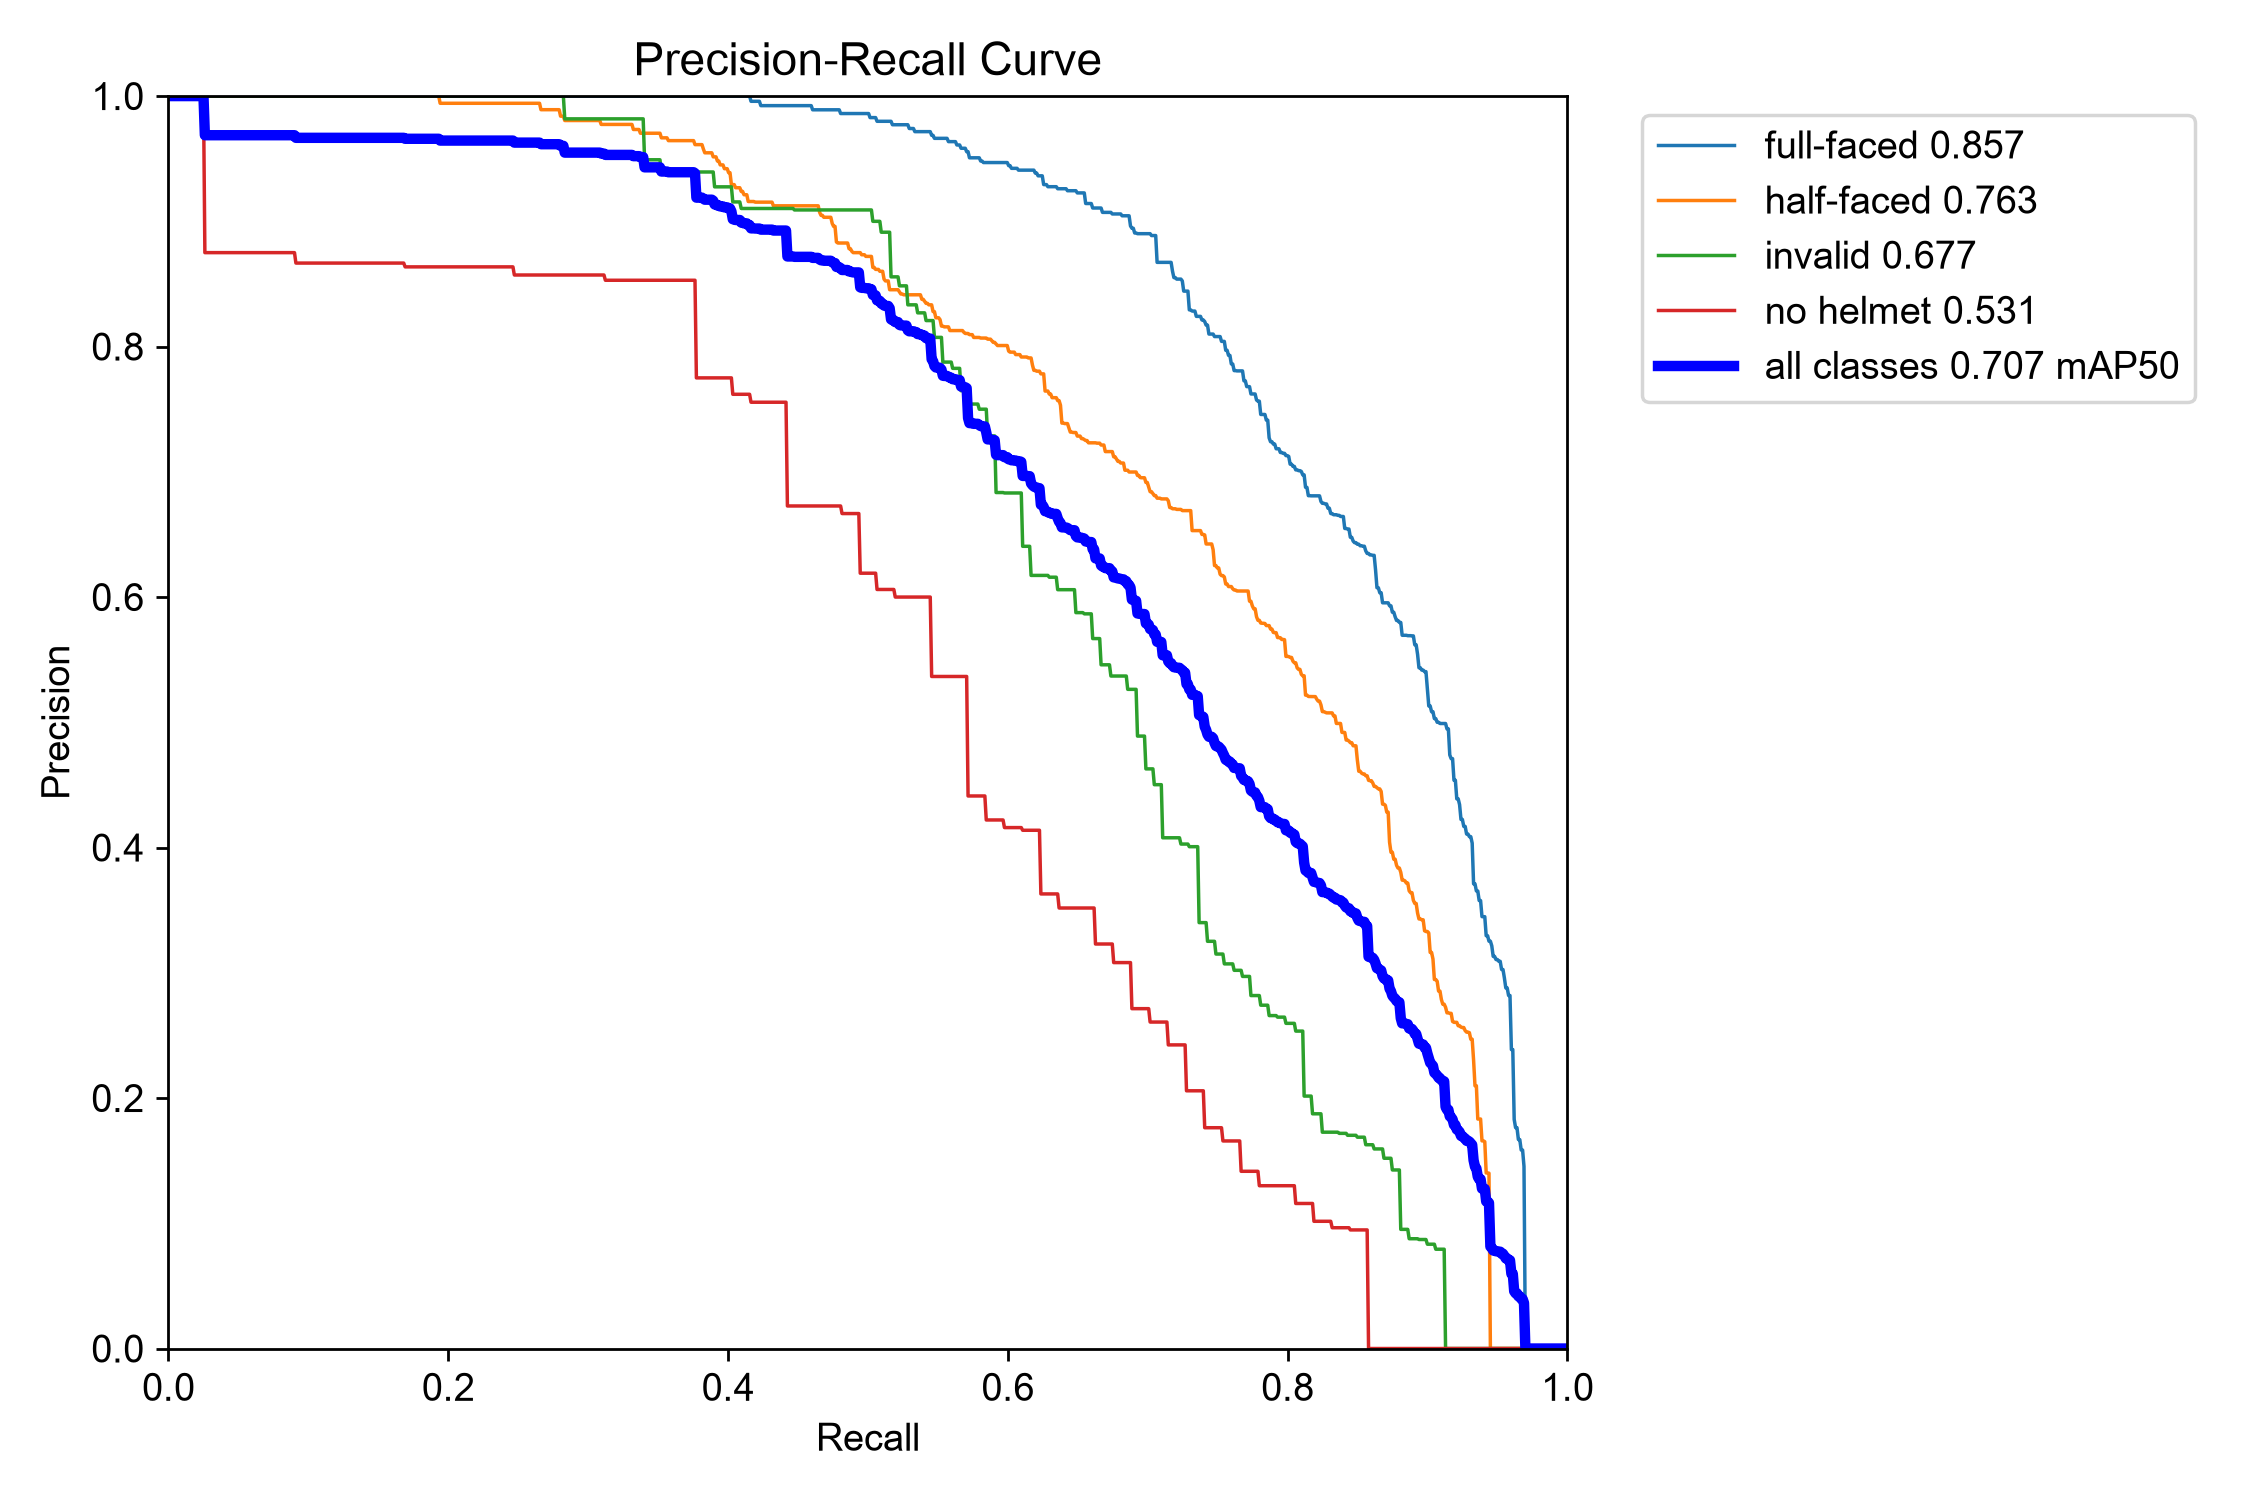 Precision-Recall Curve
1.0
0.8
0.6
0.4
0.2
0.0
Precision
0.0 0.2 0.4 0.6 0.8 1.0
Recall
full-faced 0.857
half-faced 0.763
invalid 0.677
no helmet 0.531
all classes 0.707 mAP50